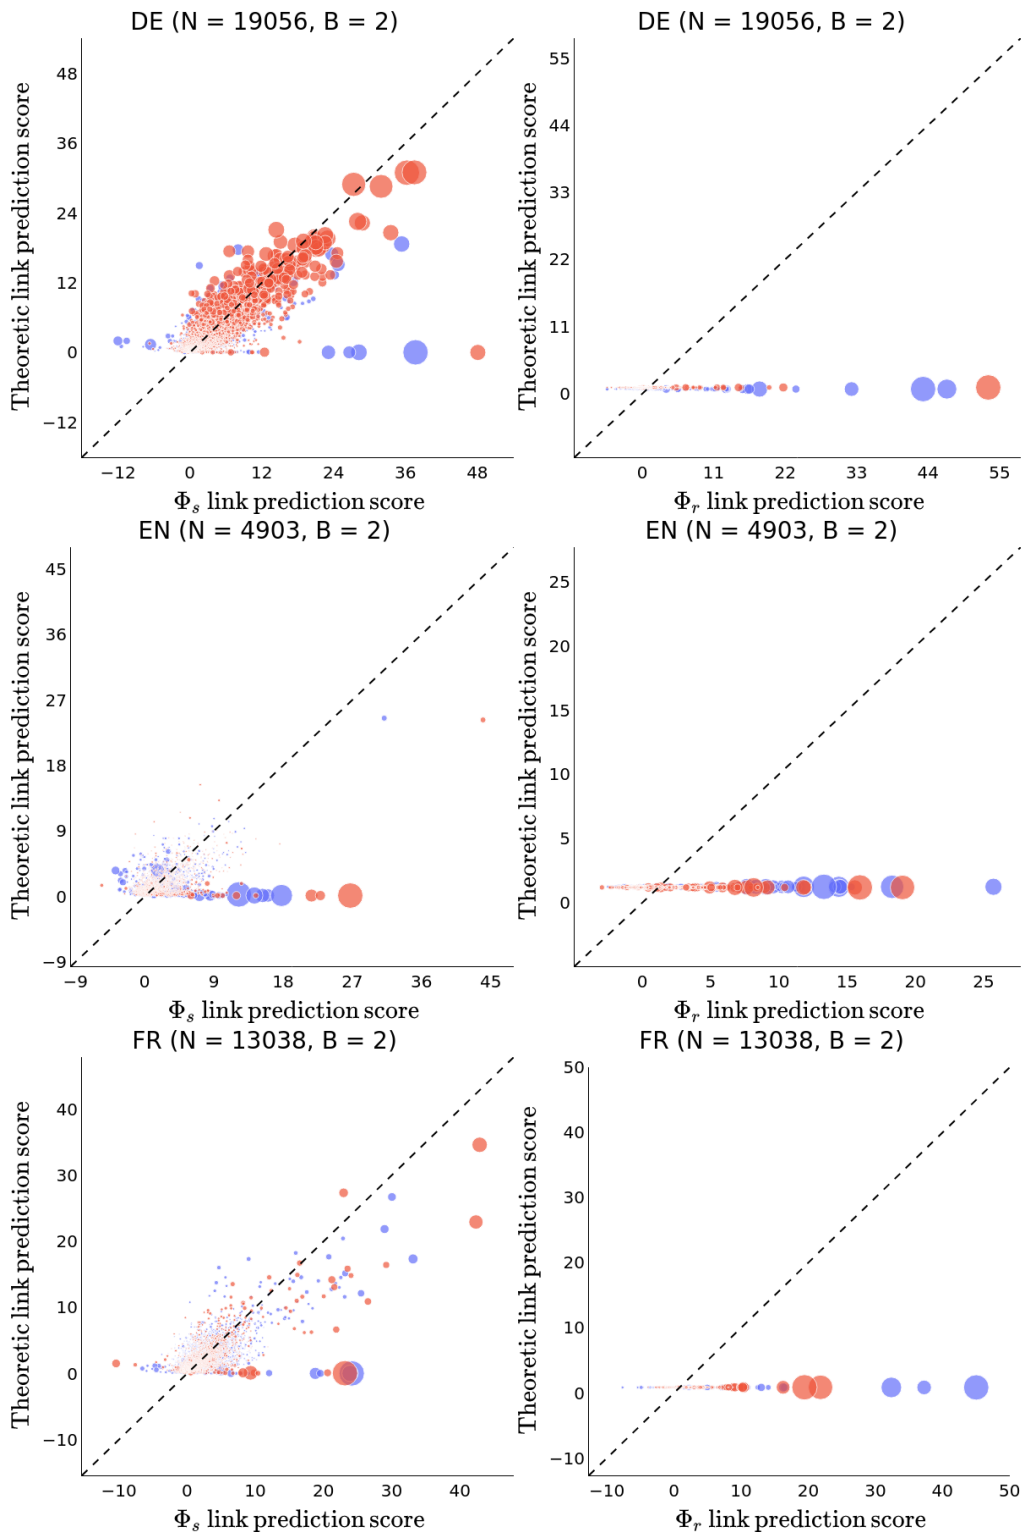 DE (N = 19056, B = 2)
Theoretic link prediction score
48
36
24
12
0
−12
−12 0 12 24 36 48
Φs link prediction score
DE (N = 19056, B = 2)
Theoretic link prediction score
55
44
33
22
11
0
0 11 22 33 44 55
Φr link prediction score
EN (N = 4903, B = 2)
Theoretic link prediction score
45
36
27
18
9
0
−9
−9 0 9 18 27 36 45
Φs link prediction score
EN (N = 4903, B = 2)
Theoretic link prediction score
25
20
15
10
5
0
0 5 10 15 20 25
Φr link prediction score
FR (N = 13038, B = 2)
Theoretic link prediction score
40
30
20
10
0
−10
−10 0 10 20 30 40
Φs link prediction score
FR (N = 13038, B = 2)
Theoretic link prediction score
50
40
30
20
10
0
−10
−10 0 10 20 30 40 50
Φr link prediction score